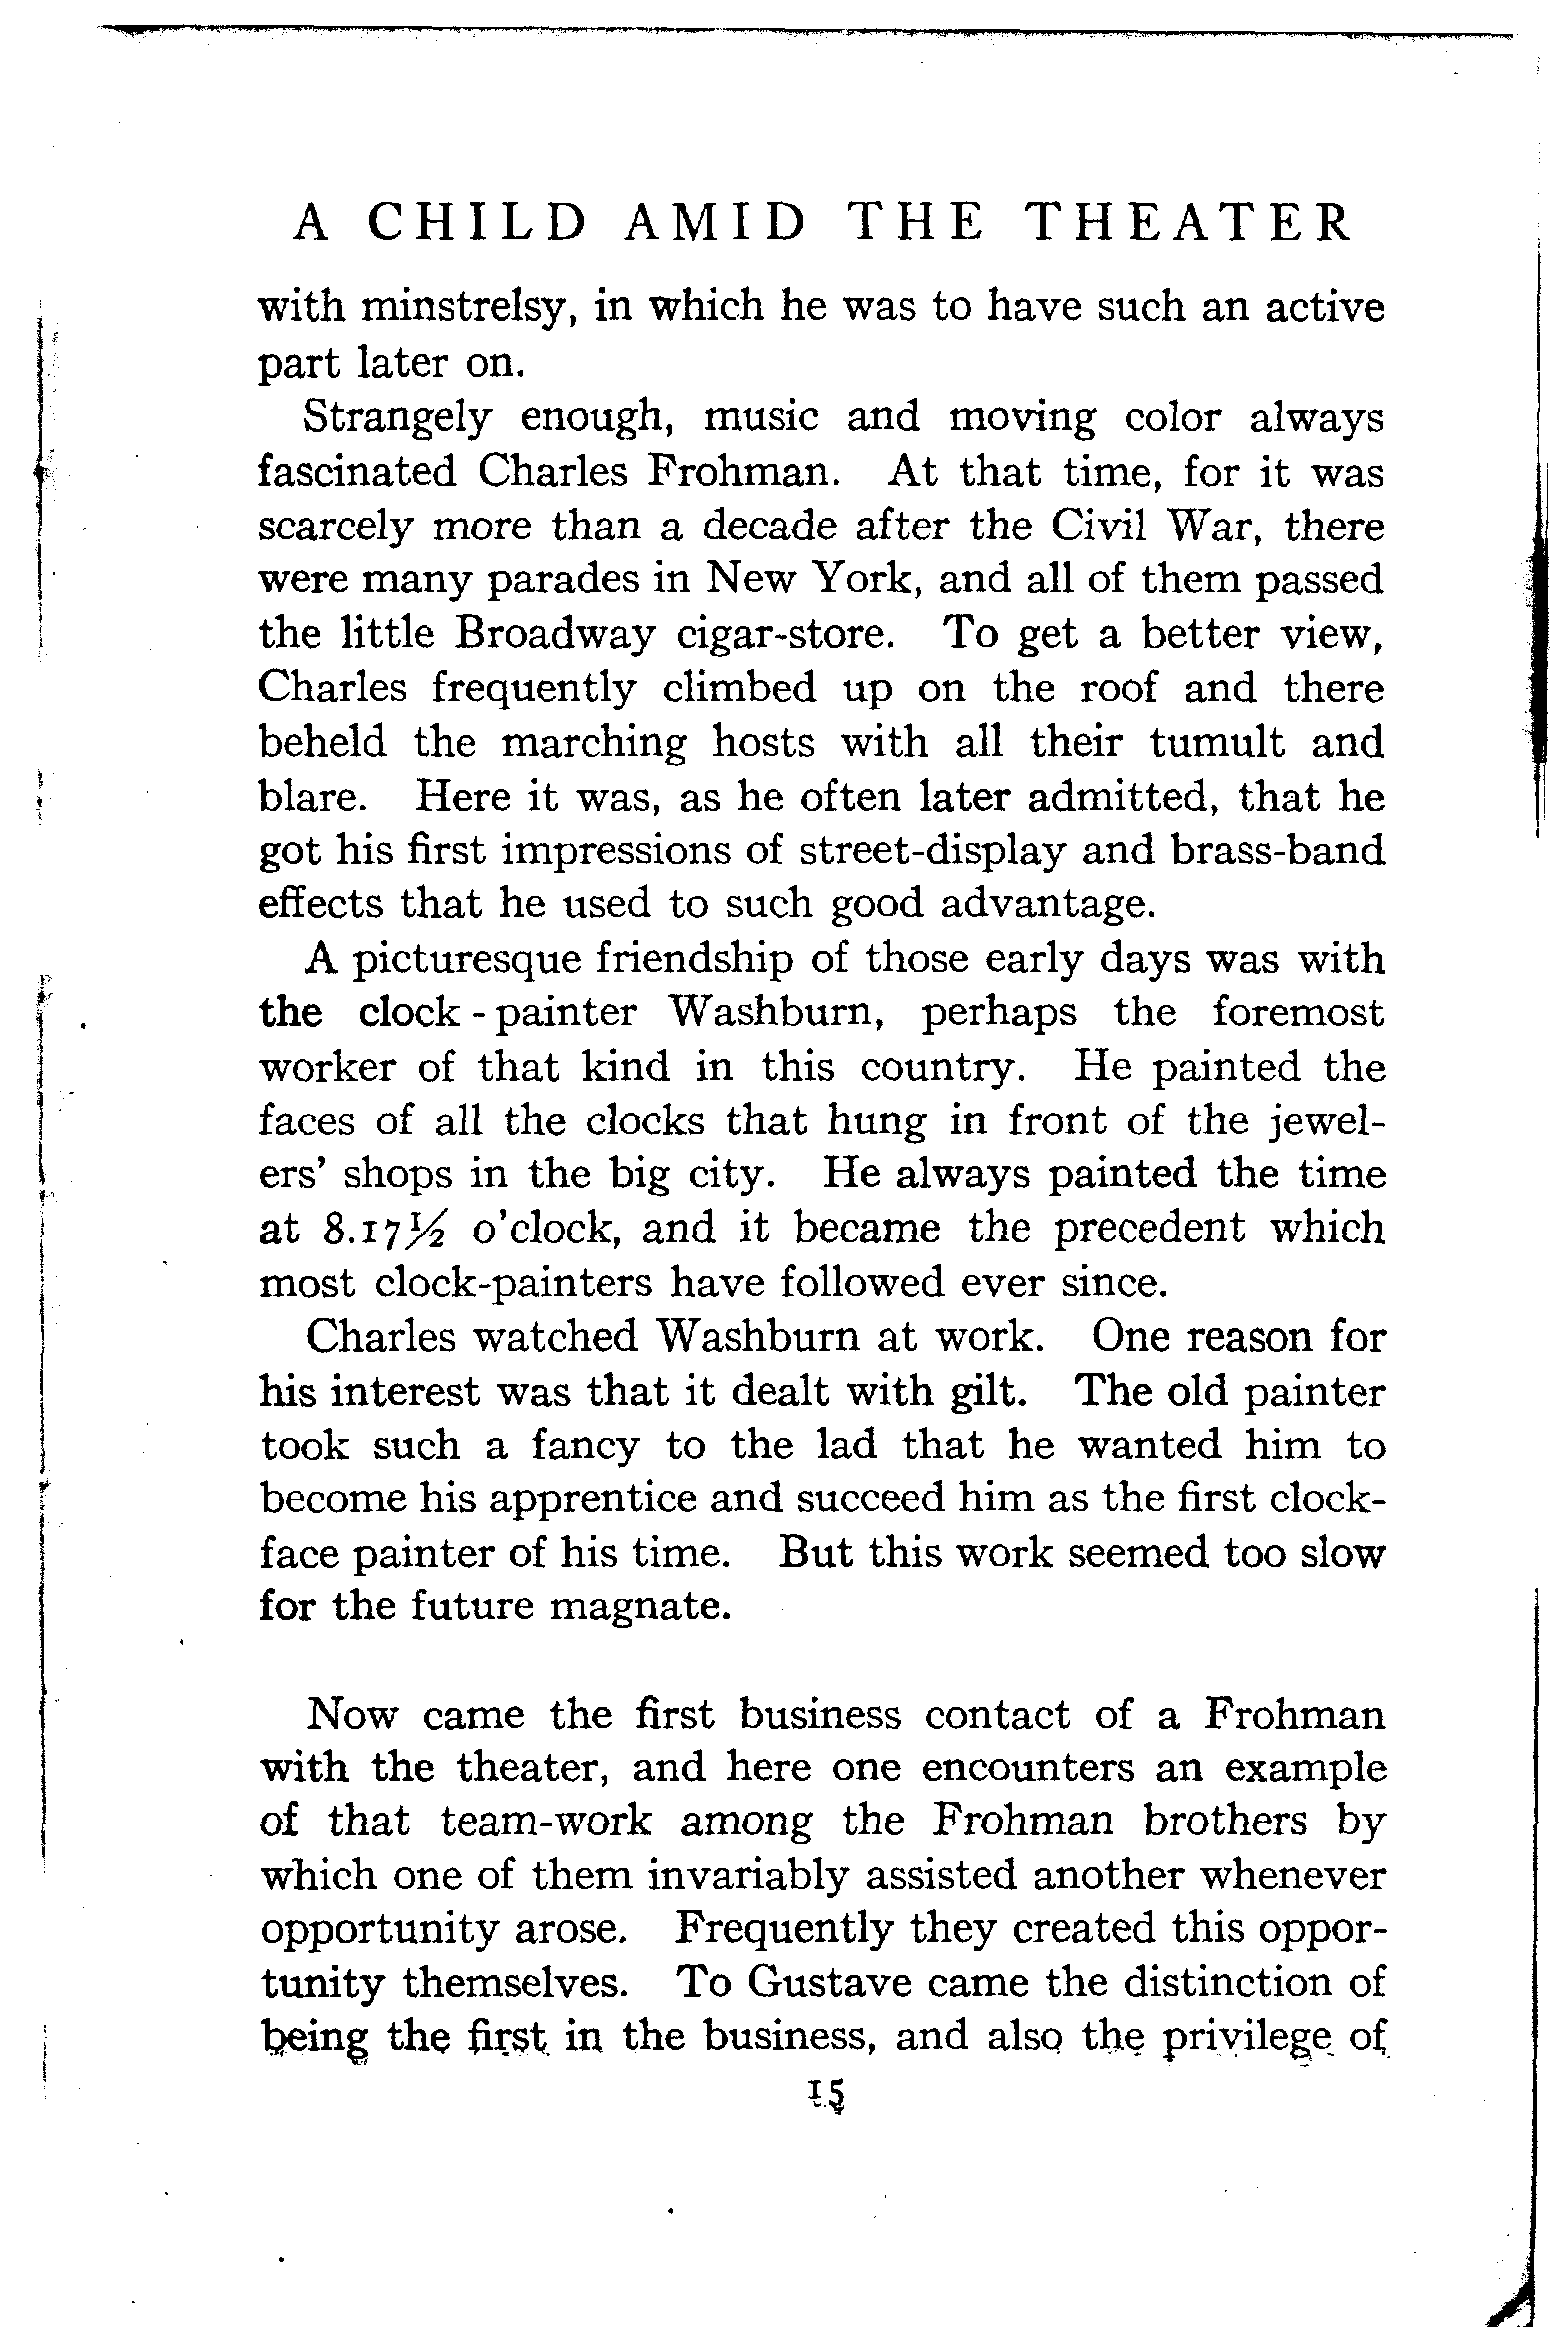 A CHILD AMID THE THEATER
with minstrelsy, in which he was to have such an active
part later on.
Strangely enough, music and moving color always
fascinated Charles Frohman. At that time, for it was
scarcely more than a decade after the Civil War, there
were many parades in New York, and all of them passed
the little Broadway cigar-store. To get a better view,
Charles frequently climbed up on the roof and there
beheld the marching hosts with all their tumult and
blare. Here it was, as he often later admitted, that he
got his first impressions of street-display and brass-band
effects that he used to such good advantage.
A picturesque friendship of those early days was with
the clock-painter Washburn, perhaps the foremost
worker of that kind in this country. He painted the
faces of all the clocks that hung in front of the jewel-
ers' shops in the big city. He always painted the time
at 8.17½ o'clock, and it became the precedent which
most clock-painters have followed ever since.
Charles watched Washburn at work. One reason for
his interest was that it dealt with gilt. The old painter
took such a fancy to the lad that he wanted him to
become his apprentice and succeed him as the first clock-
face painter of his time. But this work seemed too slow
for the future magnate.
Now came the first business contact of a Frohman
with the theater, and here one encounters an example
of that team-work among the Frohman brothers by
which one of them invariably assisted another whenever
opportunity arose. Frequently they created this oppor-
tunity themselves. To Gustave came the distinction of
being the first in the business, and also the privilege of
15